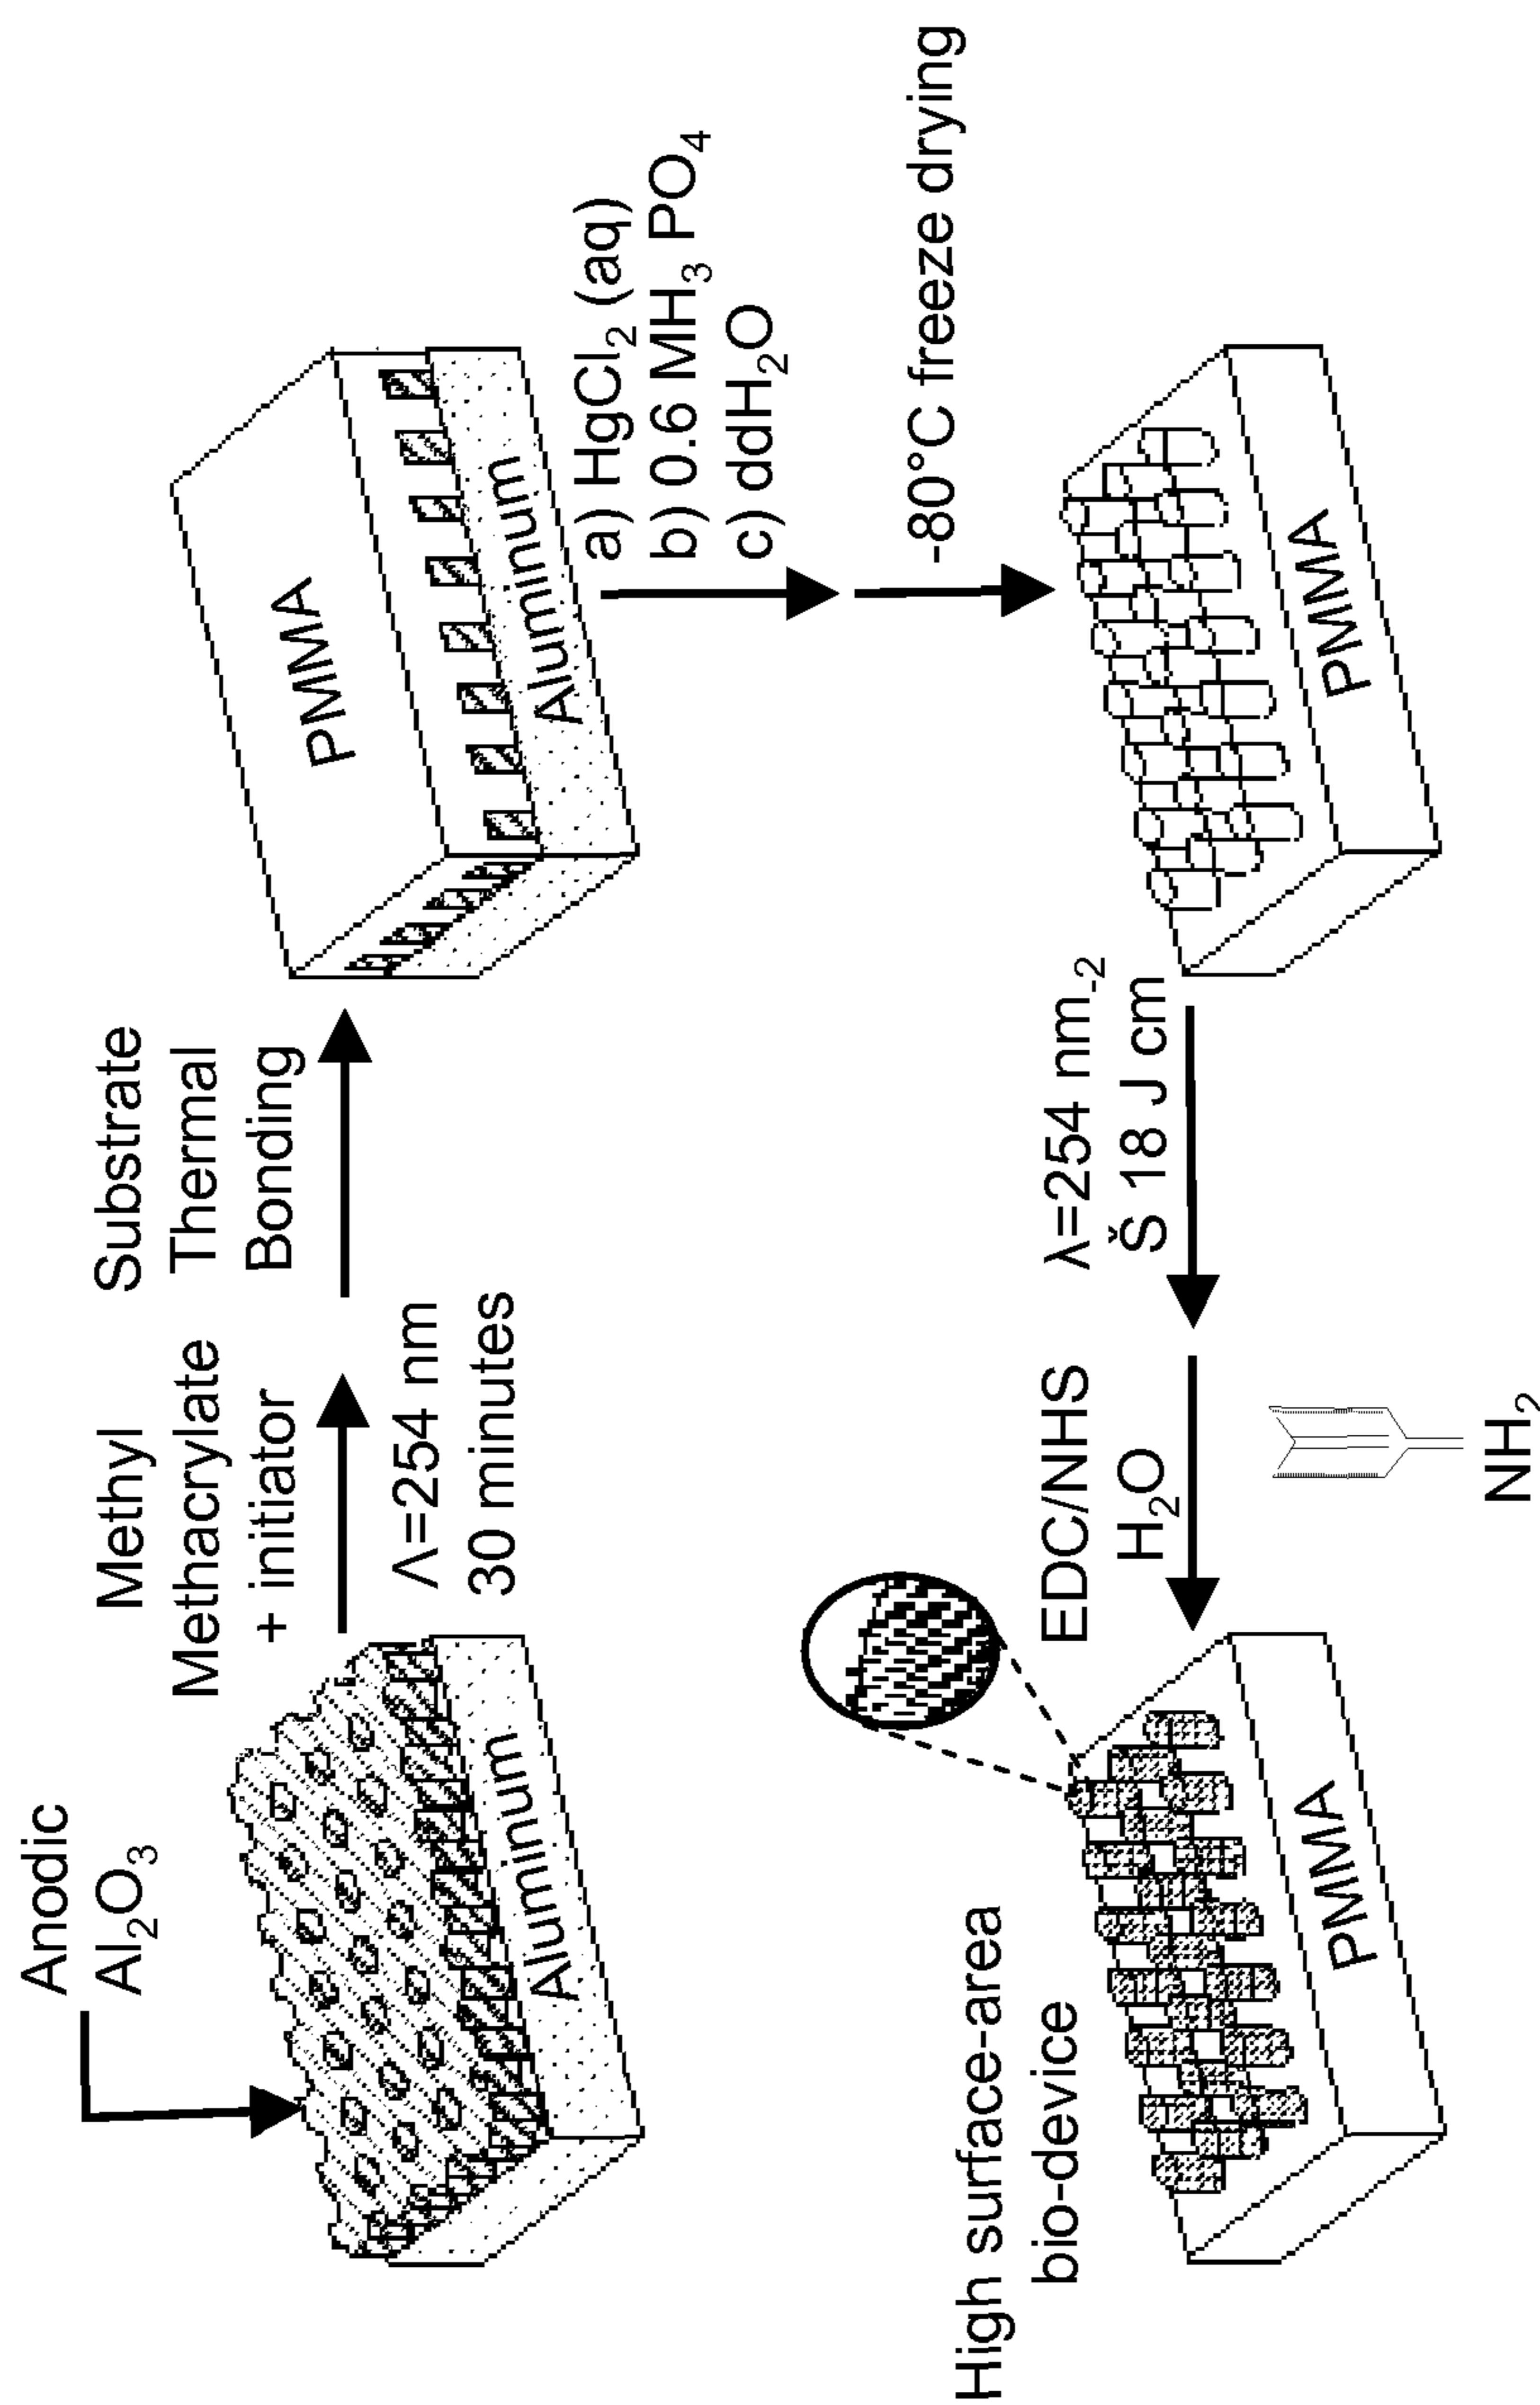 Anodic
Al₂O₃
Aluminum
Methyl
Methacrylate
+ initiator
Λ=254 nm
30 minutes
Substrate
Thermal
Bonding
PMMA
Aluminum
a) HgCl₂ (aq)
b) 0.6 MH₃ PO₄
c) ddH₂O
-80°C freeze drying
PMMA
λ=254 nm₋₂
Š 18 J cm
EDC/NHS
H₂O
NH₂
High surface-area
bio-device
PMMA